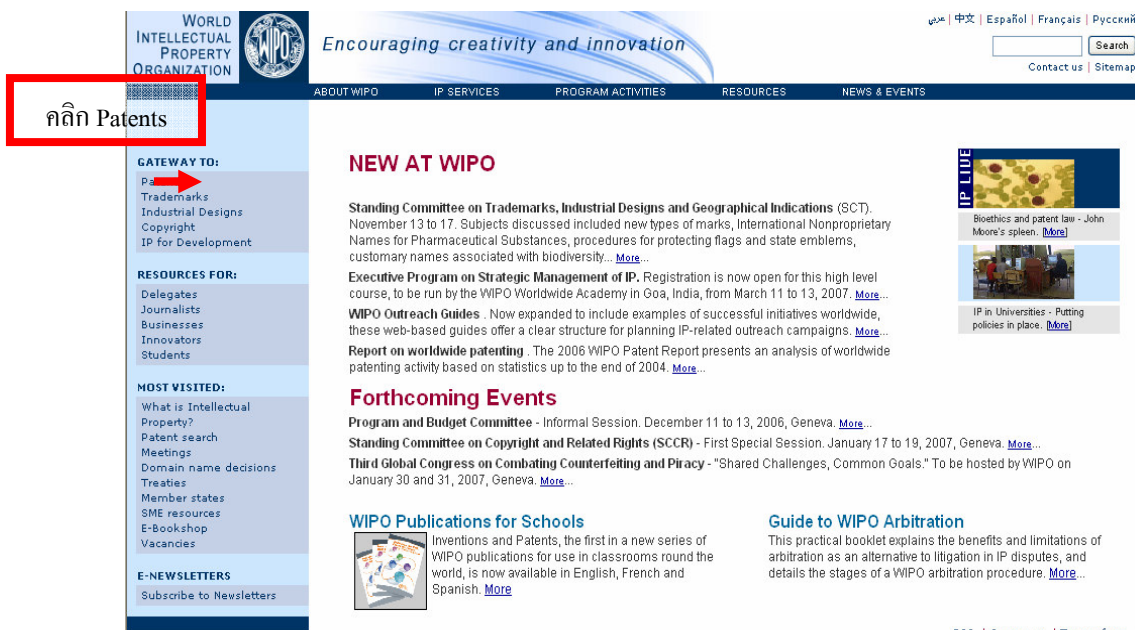 WORLD
INTELLECTUAL
PROPERTY
ORGANIZATION
WIPO
Encouraging creativity and innovation
عربي | 中文 | Español | Français | Русский
Search
Contact us | Sitemap
ABOUT WIPO IP SERVICES PROGRAM ACTIVITIES RESOURCES NEWS & EVENTS
คลิก Patents
GATEWAY TO:
Trademarks
Industrial Designs
Copyright
IP for Development
RESOURCES FOR:
Delegates
Journalists
Businesses
Innovators
Students
MOST VISITED:
What is Intellectual
Property?
Patent search
Meetings
Domain name decisions
Treaties
Member states
SME resources
E-Bookshop
Vacancies
E-NEWSLETTERS
Subscribe to Newsletters
NEW AT WIPO
Standing Committee on Trademarks, Industrial Designs and Geographical Indications (SCT).
November 13 to 17. Subjects discussed included new types of marks, International Nonproprietary
Names for Pharmaceutical Substances, procedures for protecting flags and state emblems,
customary names associated with biodiversity... More...
Executive Program on Strategic Management of IP. Registration is now open for this high level
course, to be run by the WIPO Worldwide Academy in Goa, India, from March 11 to 13, 2007. More...
WIPO Outreach Guides . Now expanded to include examples of successful initiatives worldwide,
these web-based guides offer a clear structure for planning IP-related outreach campaigns. More...
Report on worldwide patenting . The 2006 WIPO Patent Report presents an analysis of worldwide
patenting activity based on statistics up to the end of 2004. More...
IP LIVE
Bioethics and patent law - John
Moore's spleen. [More]
IP in Universities - Putting
policies in place. [More]
Forthcoming Events
Program and Budget Committee - Informal Session. December 11 to 13, 2006, Geneva. More...
Standing Committee on Copyright and Related Rights (SCCR) - First Special Session. January 17 to 19, 2007, Geneva. More...
Third Global Congress on Combating Counterfeiting and Piracy - "Shared Challenges, Common Goals." To be hosted by WIPO on
January 30 and 31, 2007, Geneva. More...
WIPO Publications for Schools
Inventions and Patents, the first in a new series of
WIPO publications for use in classrooms round the
world, is now available in English, French and
Spanish. More
Guide to WIPO Arbitration
This practical booklet explains the benefits and limitations of
arbitration as an alternative to litigation in IP disputes, and
details the stages of a WIPO arbitration procedure. More...